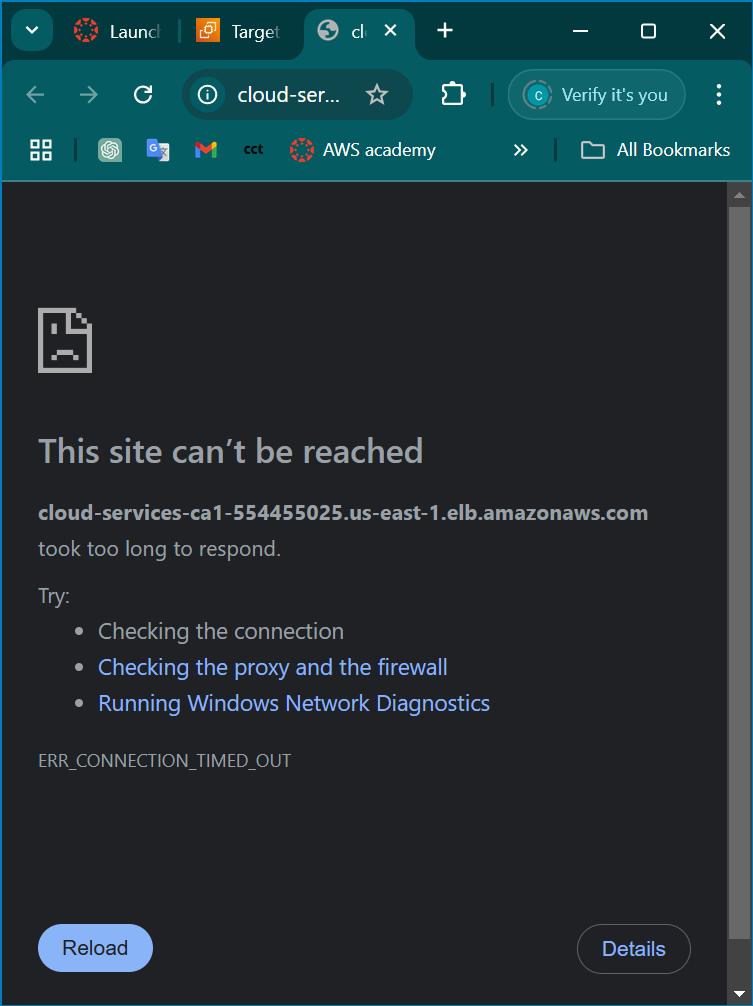 Launch
Target
cl
cloud-ser...
c
Verify it's you
G
cct
AWS academy
All Bookmarks
This site can't be reached
cloud-services-ca1-554455025.us-east-1.elb.amazonaws.com
took too long to respond.
Try:
Checking the connection
Checking the proxy and the firewall
Running Windows Network Diagnostics
ERR_CONNECTION_TIMED_OUT
Reload
Details